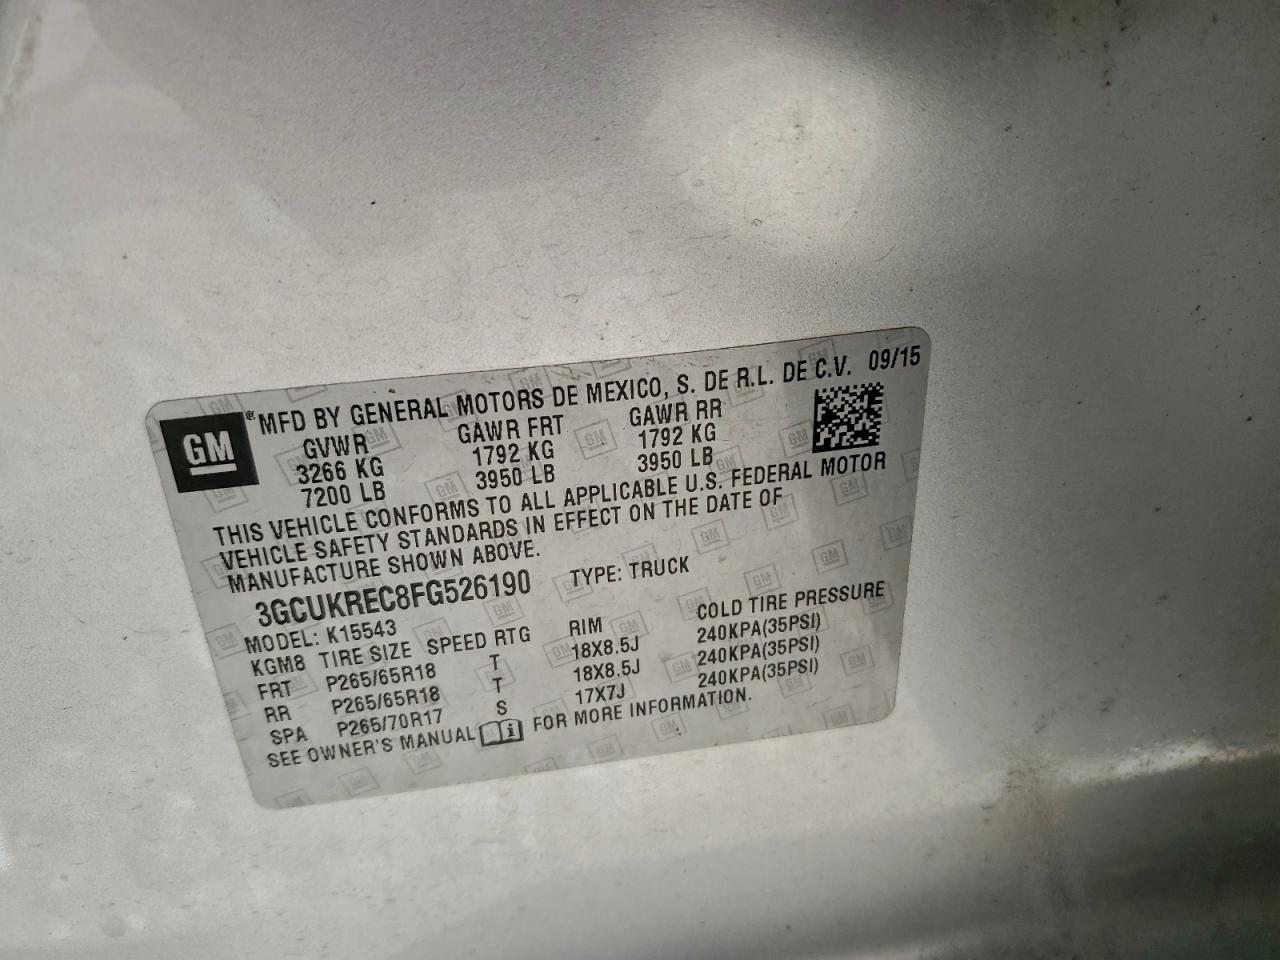 GM ® MFD BY GENERAL MOTORS DE MEXICO, S. DE R.L. DE C.V. 09/15
GVWR GAWR FRT GAWR RR
3266 KG 1792 KG 1792 KG
7200 LB 3950 LB 3950 LB
THIS VEHICLE CONFORMS TO ALL APPLICABLE U.S. FEDERAL MOTOR
VEHICLE SAFETY STANDARDS IN EFFECT ON THE DATE OF
MANUFACTURE SHOWN ABOVE.
3GCUKREC8FG526190 TYPE: TRUCK
MODEL: K15543
KGM8 TIRE SIZE SPEED RTG RIM COLD TIRE PRESSURE
FRT P265/65R18 T 18X8.5J 240KPA(35PSI)
RR P265/65R18 T 18X8.5J 240KPA(35PSI)
SPA P265/70R17 S 17X7J 240KPA(35PSI)
SEE OWNER'S MANUAL i FOR MORE INFORMATION.